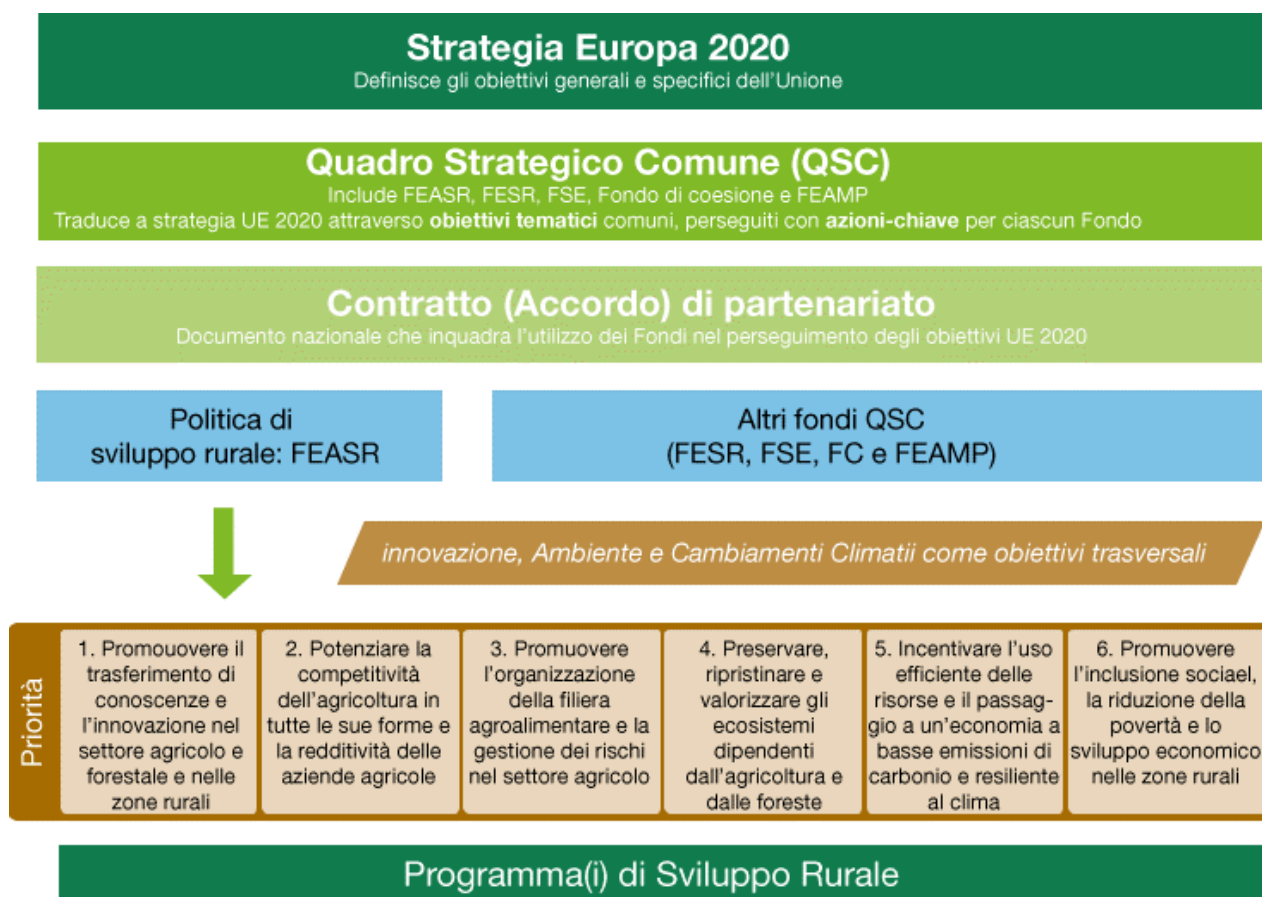 Strategia Europa 2020
Definisce gli obiettivi generali e specifici dell'Unione
Quadro Strategico Comune (QSC)
Include FEASR, FESR, FSE, Fondo di coesione e FEAMP
Traduce a strategia UE 2020 attraverso obiettivi tematici comuni, perseguiti con azioni-chiave per ciascun Fondo
Contratto (Accordo) di partenariato
Documento nazionale che inquadra l'utilizzo dei Fondi nel perseguimento degli obiettivi UE 2020
Politica di
sviluppo rurale: FEASR
Altri fondi QSC
(FESR, FSE, FC e FEAMP)
innovazione, Ambiente e Cambiamenti Climatii come obiettivi trasversali
Priorità
1. Promouovere il
trasferimento di
conoscenze e
l'innovazione nel
settore agricolo e
forestale e nelle
zone rurali
2. Potenziare la
competitività
dell'agricoltura in
tutte le sue forme e
la redditività delle
aziende agricole
3. Promuovere
l'organizzazione
della filiera
agroalimentare e la
gestione dei rischi
nel settore agricolo
4. Preservare,
ripristinare e
valorizzare gli
ecosistemi
dipendenti
dall'agricoltura e
dalle foreste
5. Incentivare l'uso
efficiente delle
risorse e il passag-
gio a un'economia a
basse emissioni di
carbonio e resiliente
al clima
6. Promuovere
l'inclusione sociael,
la riduzione della
povertà e lo
sviluppo economico
nelle zone rurali
Programma(i) di Sviluppo Rurale